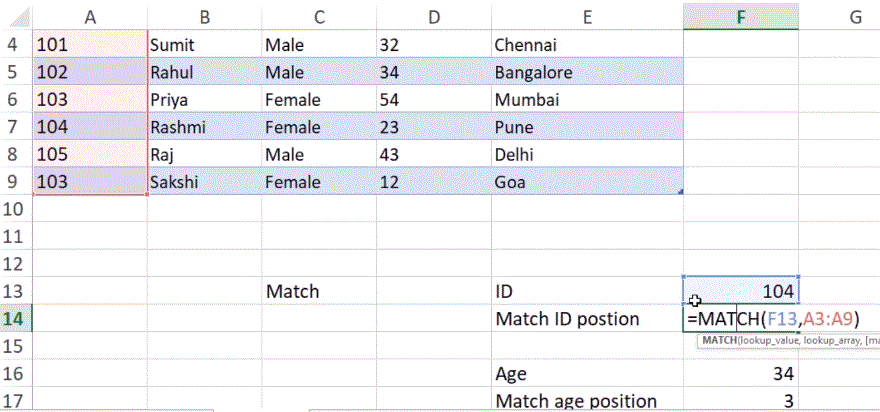 A B C D E F G
4 101 Sumit Male 32 Chennai
5 102 Rahul Male 34 Bangalore
6 103 Priya Female 54 Mumbai
7 104 Rashmi Female 23 Pune
8 105 Raj Male 43 Delhi
9 103 Sakshi Female 12 Goa
10
11
12
13 Match ID 104
14 Match ID postion =MATCH(F13,A3:A9)
MATCH(lookup_value, lookup_array, [ma
15
16 Age 34
17 Match age position 3